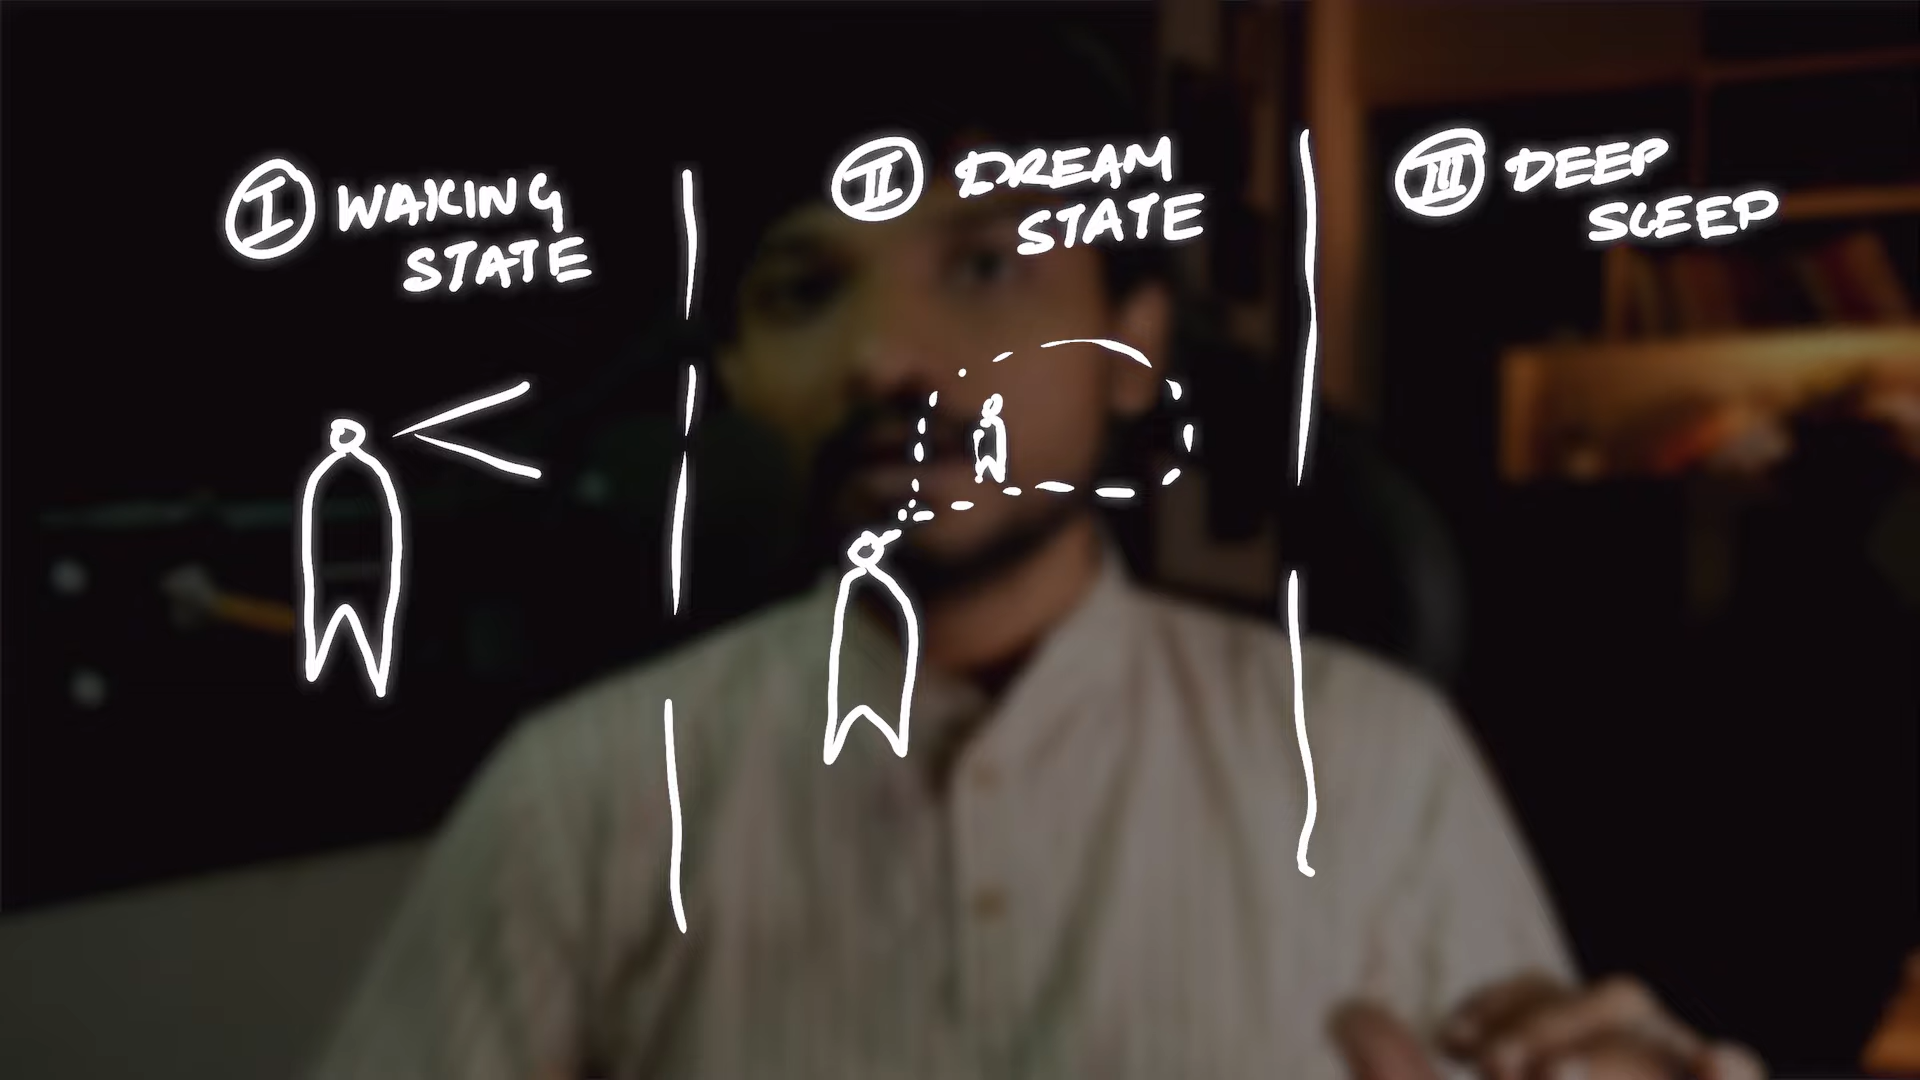 I WAKING
STATE
II DREAM
STATE
III DEEP
SLEEP